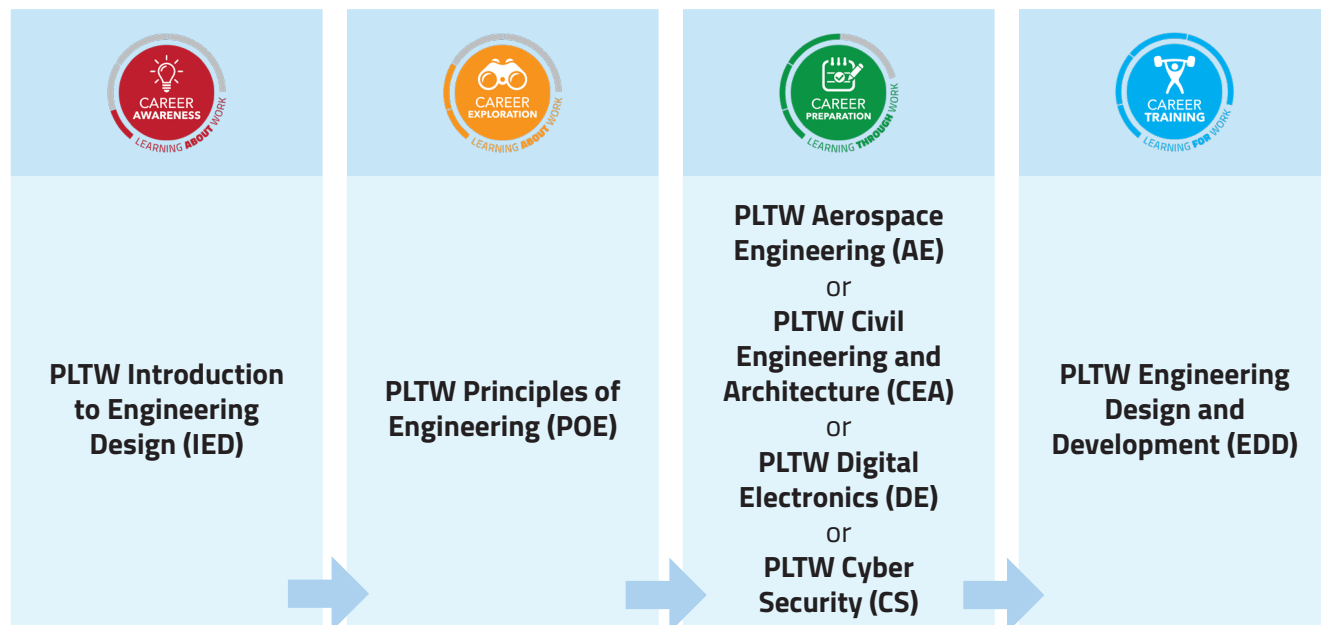 CAREER
AWARENESS
LEARNING ABOUT WORK
PLTW Introduction
to Engineering
Design (IED)
CAREER
EXPLORATION
LEARNING ABOUT WORK
PLTW Principles of
Engineering (POE)
CAREER
PREPARATION
LEARNING THROUGH WORK
PLTW Aerospace
Engineering (AE)
or
PLTW Civil
Engineering and
Architecture (CEA)
or
PLTW Digital
Electronics (DE)
or
PLTW Cyber
Security (CS)
CAREER
TRAINING
LEARNING FOR WORK
PLTW Engineering
Design and
Development (EDD)